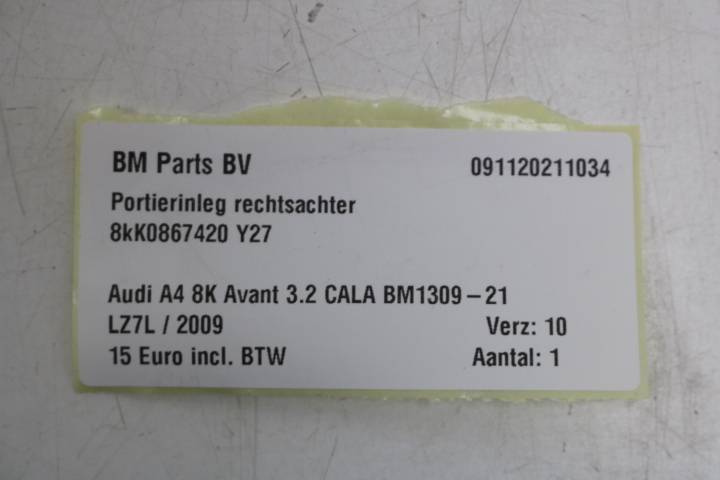 BM Parts BV 091120211034
Portierinleg rechtsachter
8kK0867420 Y27
Audi A4 8K Avant 3.2 CALA BM1309-21
LZ7L / 2009 Verz: 10
15 Euro incl. BTW Aantal: 1